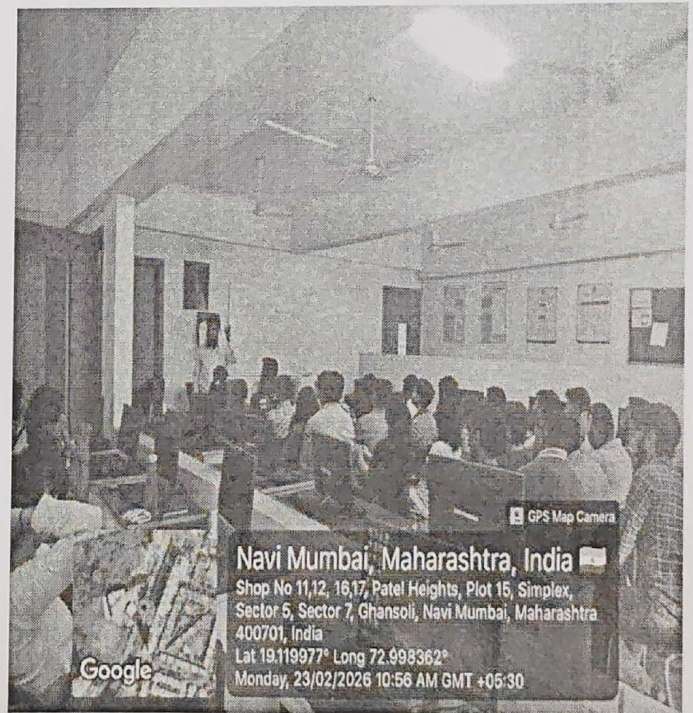 GPS Map Camera
Navi Mumbai, Maharashtra, India
Shop No 11,12, 16,17, Patel Heights, Plot 15, Simplex,
Sector 5, Sector 7, Ghansoli, Navi Mumbai, Maharashtra
400701, India
Lat 19.119977° Long 72.998362°
Monday, 23/02/2026 10:56 AM GMT +05:30
Google